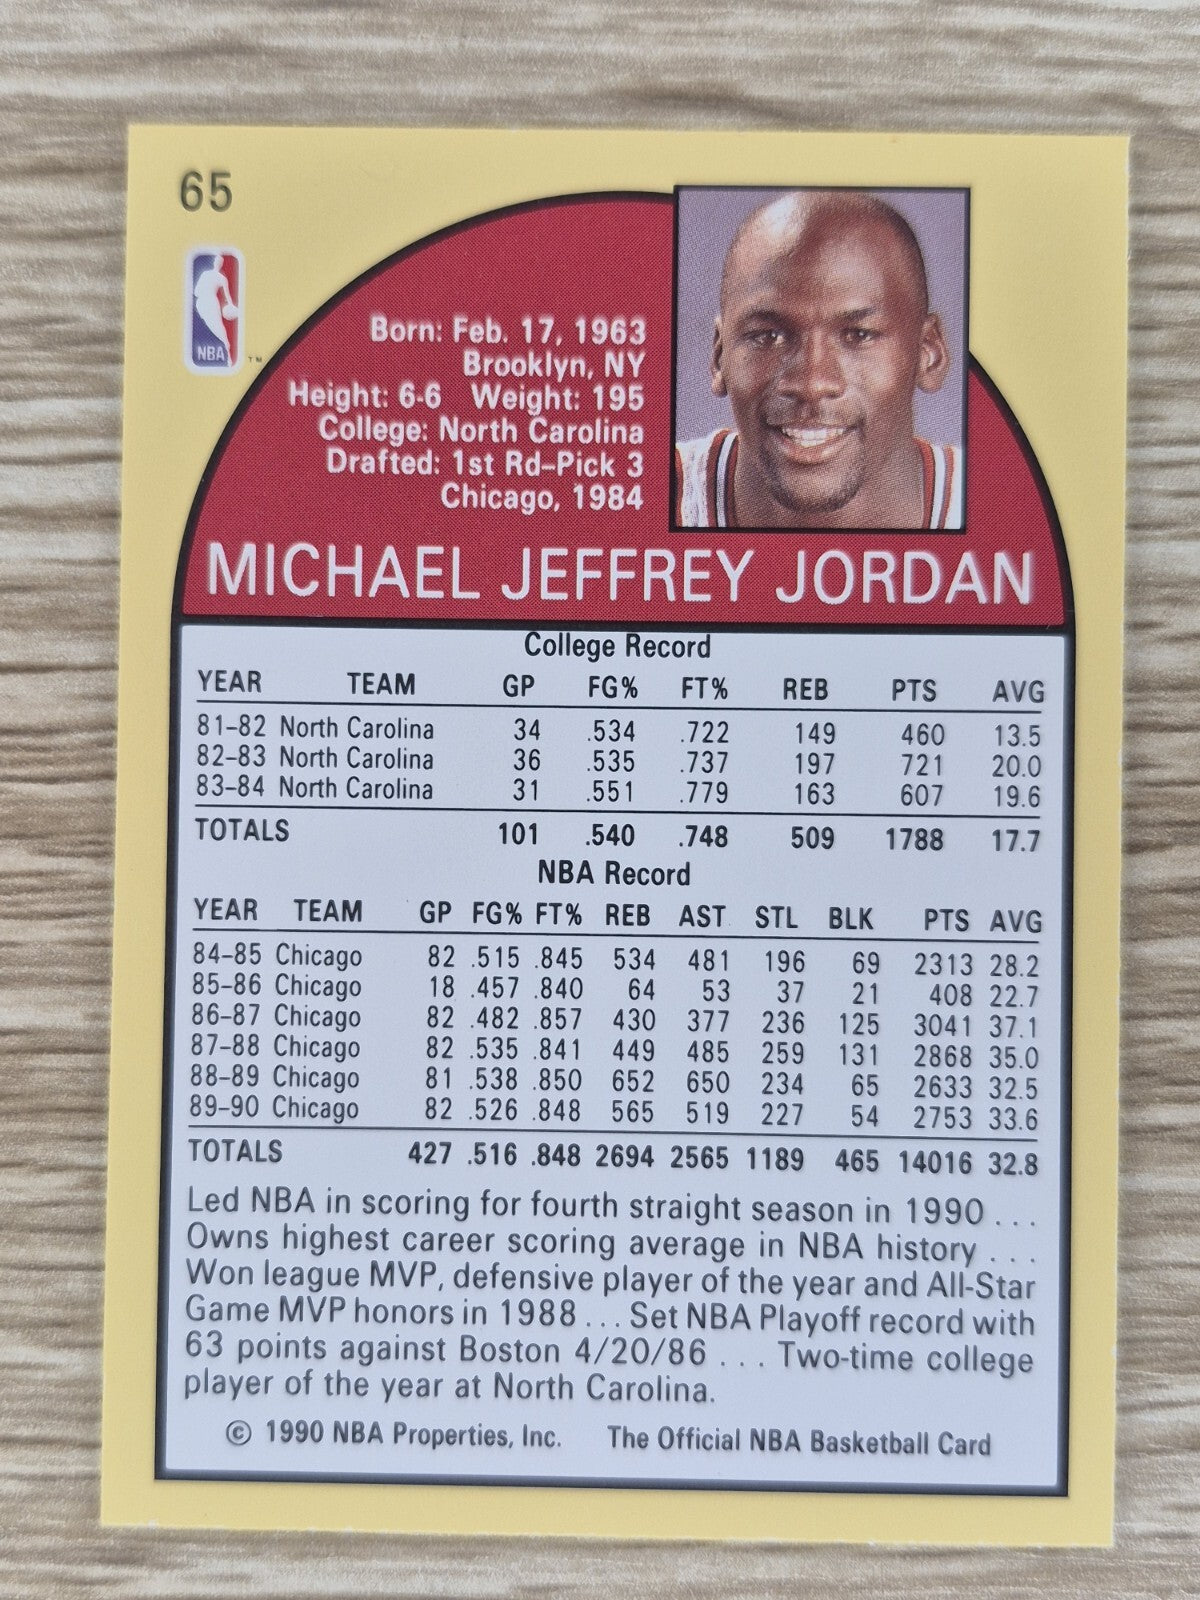 65
NBA
TM
Born: Feb. 17, 1963
Brooklyn, NY
Height: 6-6 Weight: 195
College: North Carolina
Drafted: 1st Rd-Pick 3
Chicago, 1984
MICHAEL JEFFREY JORDAN
College Record
YEAR TEAM GP FG% FT% REB PTS AVG
81-82 North Carolina 34 .534 .722 149 460 13.5
82-83 North Carolina 36 .535 .737 197 721 20.0
83-84 North Carolina 31 .551 .779 163 607 19.6
TOTALS 101 .540 .748 509 1788 17.7
NBA Record
YEAR TEAM GP FG% FT% REB AST STL BLK PTS AVG
84-85 Chicago 82 .515 .845 534 481 196 69 2313 28.2
85-86 Chicago 18 .457 .840 64 53 37 21 408 22.7
86-87 Chicago 82 .482 .857 430 377 236 125 3041 37.1
87-88 Chicago 82 .535 .841 449 485 259 131 2868 35.0
88-89 Chicago 81 .538 .850 652 650 234 65 2633 32.5
89-90 Chicago 82 .526 .848 565 519 227 54 2753 33.6
TOTALS 427 .516 .848 2694 2565 1189 465 14016 32.8
Led NBA in scoring for fourth straight season in 1990 ...
Owns highest career scoring average in NBA history ...
Won league MVP, defensive player of the year and All-Star
Game MVP honors in 1988 ... Set NBA Playoff record with
63 points against Boston 4/20/86 ... Two-time college
player of the year at North Carolina.
© 1990 NBA Properties, Inc. The Official NBA Basketball Card